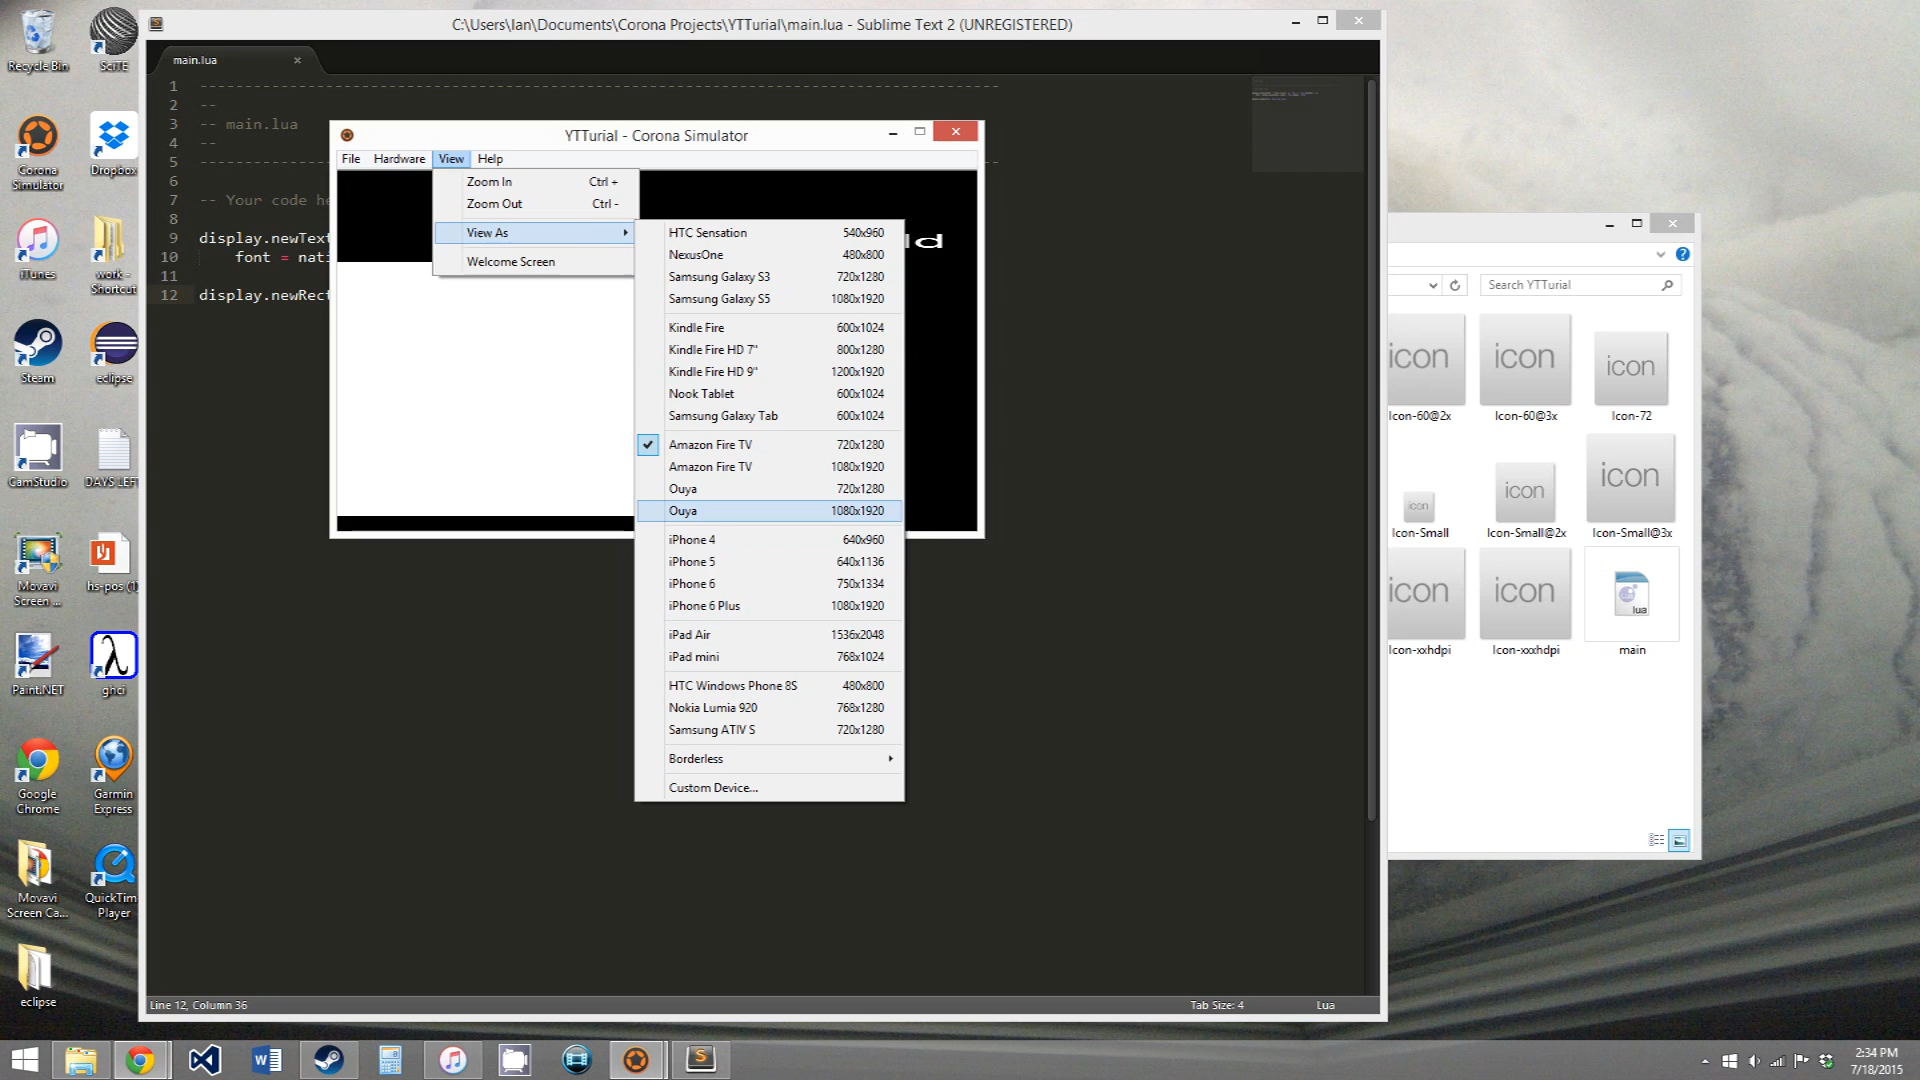 C:\Users\Ian\Documents\Corona Projects\YTTurial\main.lua - Sublime Text 2 (UNREGISTERED)
main.lua
1
2 --
3 -- main.lua
4 --
5
6
7 -- Your code he
8
9 display.newText
10 font = nati
11
12 display.newRect
Line 12, Column 36
Tab Size: 4
Lua
YTTurial - Corona Simulator
File Hardware View Help
Zoom In Ctrl +
Zoom Out Ctrl -
View As
Welcome Screen
ld
HTC Sensation 540x960
NexusOne 480x800
Samsung Galaxy S3 720x1280
Samsung Galaxy S5 1080x1920
Kindle Fire 600x1024
Kindle Fire HD 7" 800x1280
Kindle Fire HD 9" 1200x1920
Nook Tablet 600x1024
Samsung Galaxy Tab 600x1024
Amazon Fire TV 720x1280
Amazon Fire TV 1080x1920
Ouya 720x1280
Ouya 1080x1920
iPhone 4 640x960
iPhone 5 640x1136
iPhone 6 750x1334
iPhone 6 Plus 1080x1920
iPad Air 1536x2048
iPad mini 768x1024
HTC Windows Phone 8S 480x800
Nokia Lumia 920 768x1280
Samsung ATIV S 720x1280
Borderless
Custom Device...
Search YTTurial
icon icon icon
Icon-60@2x Icon-60@3x Icon-72
icon icon icon
Icon-Small Icon-Small@2x Icon-Small@3x
icon icon lua
Icon-xxhdpi Icon-xxxhdpi main
Recycle Bin
SciTE
Corona
Simulator
Dropbox
iTunes
work -
Shortcut
Steam
eclipse
CamStudio
DAYS LEFT
Movavi
Screen ...
hs-pos (1)
Paint.NET
ghci
Google
Chrome
Garmin
Express
Movavi
Screen Ca...
QuickTim
Player
eclipse
2:34 PM
7/18/2015